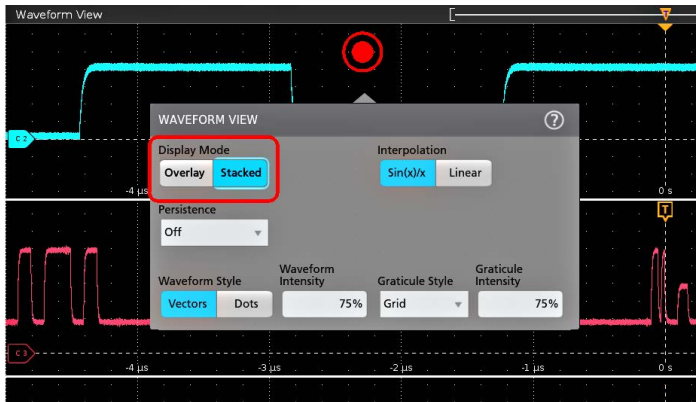 Waveform View
T
C 2
WAVEFORM VIEW
?
Display Mode
Interpolation
Overlay Stacked
Sin(x)/x Linear
-4 µs
0 s
Persistence
T
Off
Waveform Style
Waveform Intensity
Graticule Style
Graticule Intensity
Vectors Dots
75%
Grid
75%
C 3
-4 µs -3 µs -2 µs -1 µs 0 s